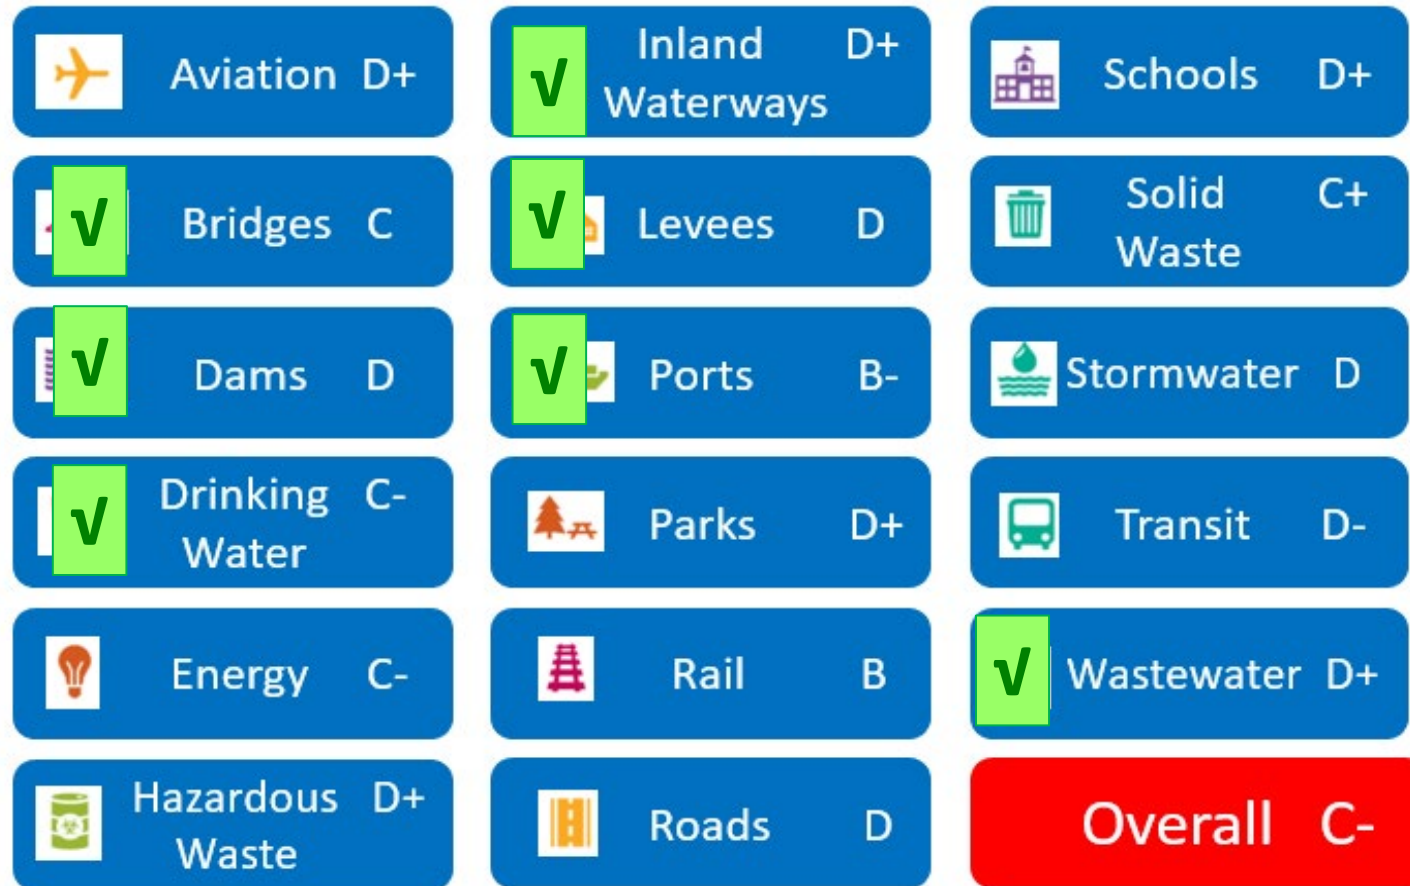 Aviation D+
√ Inland D+
Waterways
Schools D+
√ Bridges C
√ Levees D
Solid C+
Waste
√ Dams D
√ Ports B-
Stormwater D
√ Drinking C-
Water
Parks D+
Transit D-
Energy C-
Rail B
√ Wastewater D+
Hazardous D+
Waste
Roads D
Overall C-